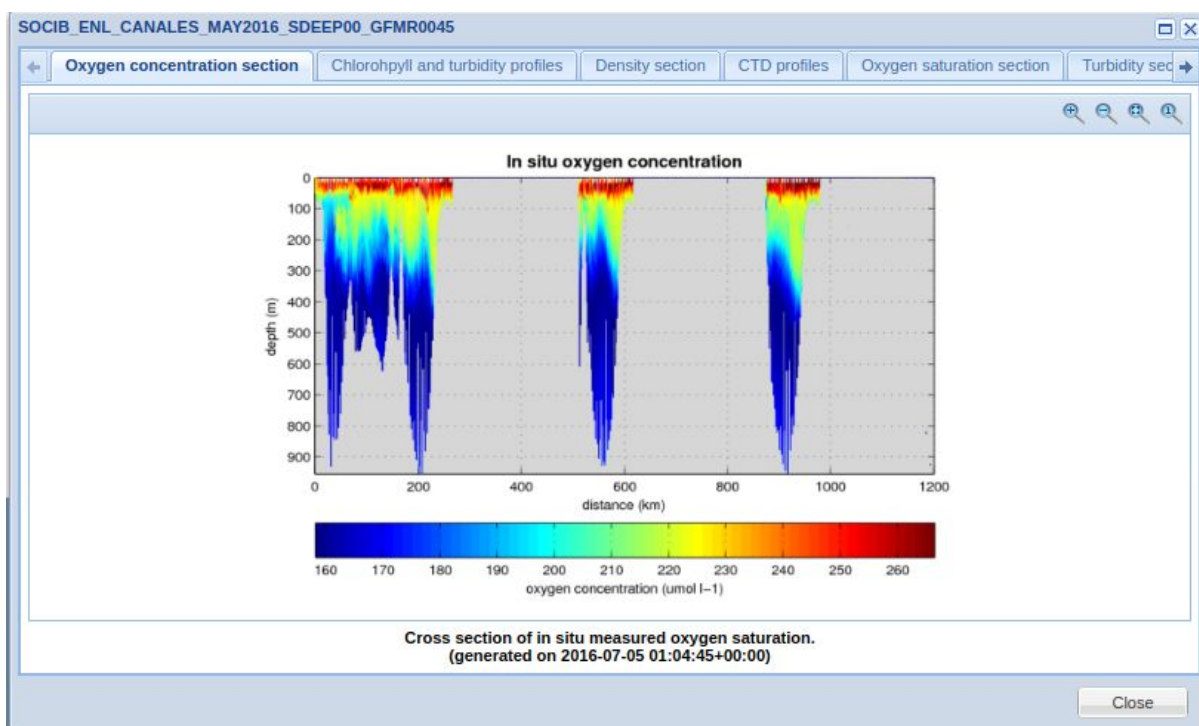 SOCIB_ENL_CANALES_MAY2016_SDEEP00_GFMR0045
Oxygen concentration section
Chlorohpyll and turbidity profiles
Density section
CTD profiles
Oxygen saturation section
Turbidity sec
In situ oxygen concentration
0
100
200
300
400
500
600
700
800
900
depth (m)
0 200 400 600 800 1000 1200
distance (km)
160 170 180 190 200 210 220 230 240 250 260
oxygen concentration (umol l−1)
Cross section of in situ measured oxygen saturation.
(generated on 2016-07-05 01:04:45+00:00)
Close